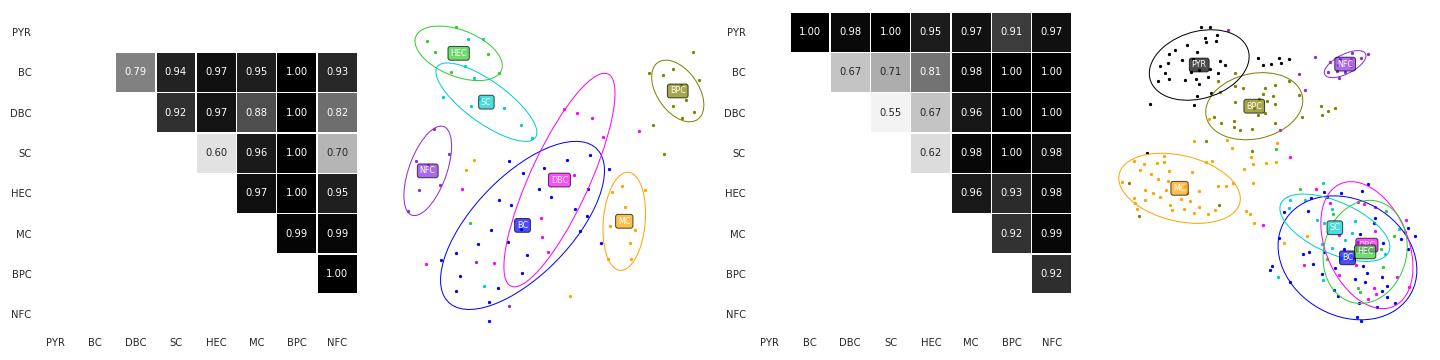 PYR
BC 0.79 0.94 0.97 0.95 1.00 0.93
DBC 0.92 0.97 0.88 1.00 0.82
SC 0.60 0.96 1.00 0.70
HEC 0.97 1.00 0.95
MC 0.99 0.99
BPC 1.00
NFC
PYR BC DBC SC HEC MC BPC NFC
HEC
SC
BPC
NFC
DBC
BC
MC
PYR 1.00 0.98 1.00 0.95 0.97 0.91 0.97
BC 0.67 0.71 0.81 0.98 1.00 1.00
DBC 0.55 0.67 0.96 1.00 1.00
SC 0.62 0.98 1.00 0.98
HEC 0.96 0.93 0.98
MC 0.92 0.99
BPC 0.92
NFC
PYR BC DBC SC HEC MC BPC NFC
PYR
NFC
BPC
MC
SC
DBC
HEC
BC